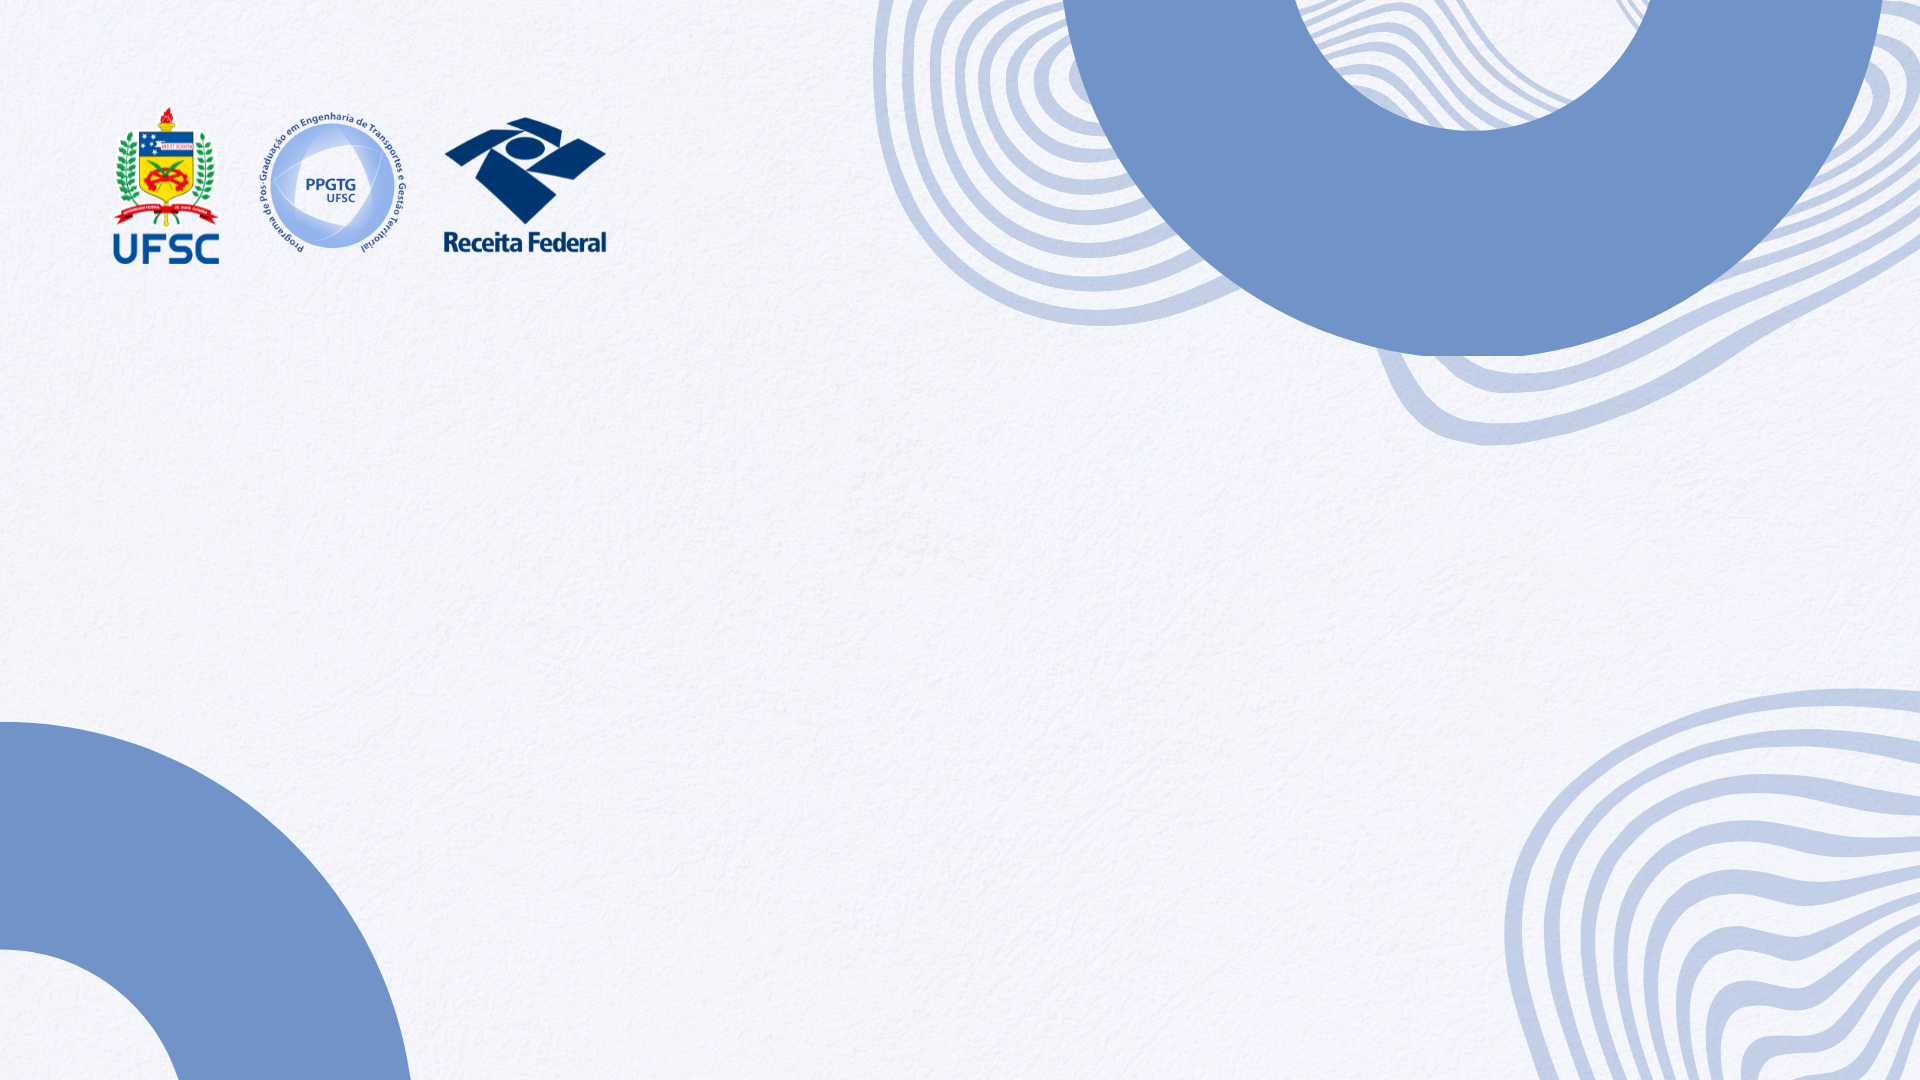 UFSC
Programa de Pós-Graduação em Engenharia de Transportes e Gestão Territorial
PPGTG
UFSC
Receita Federal